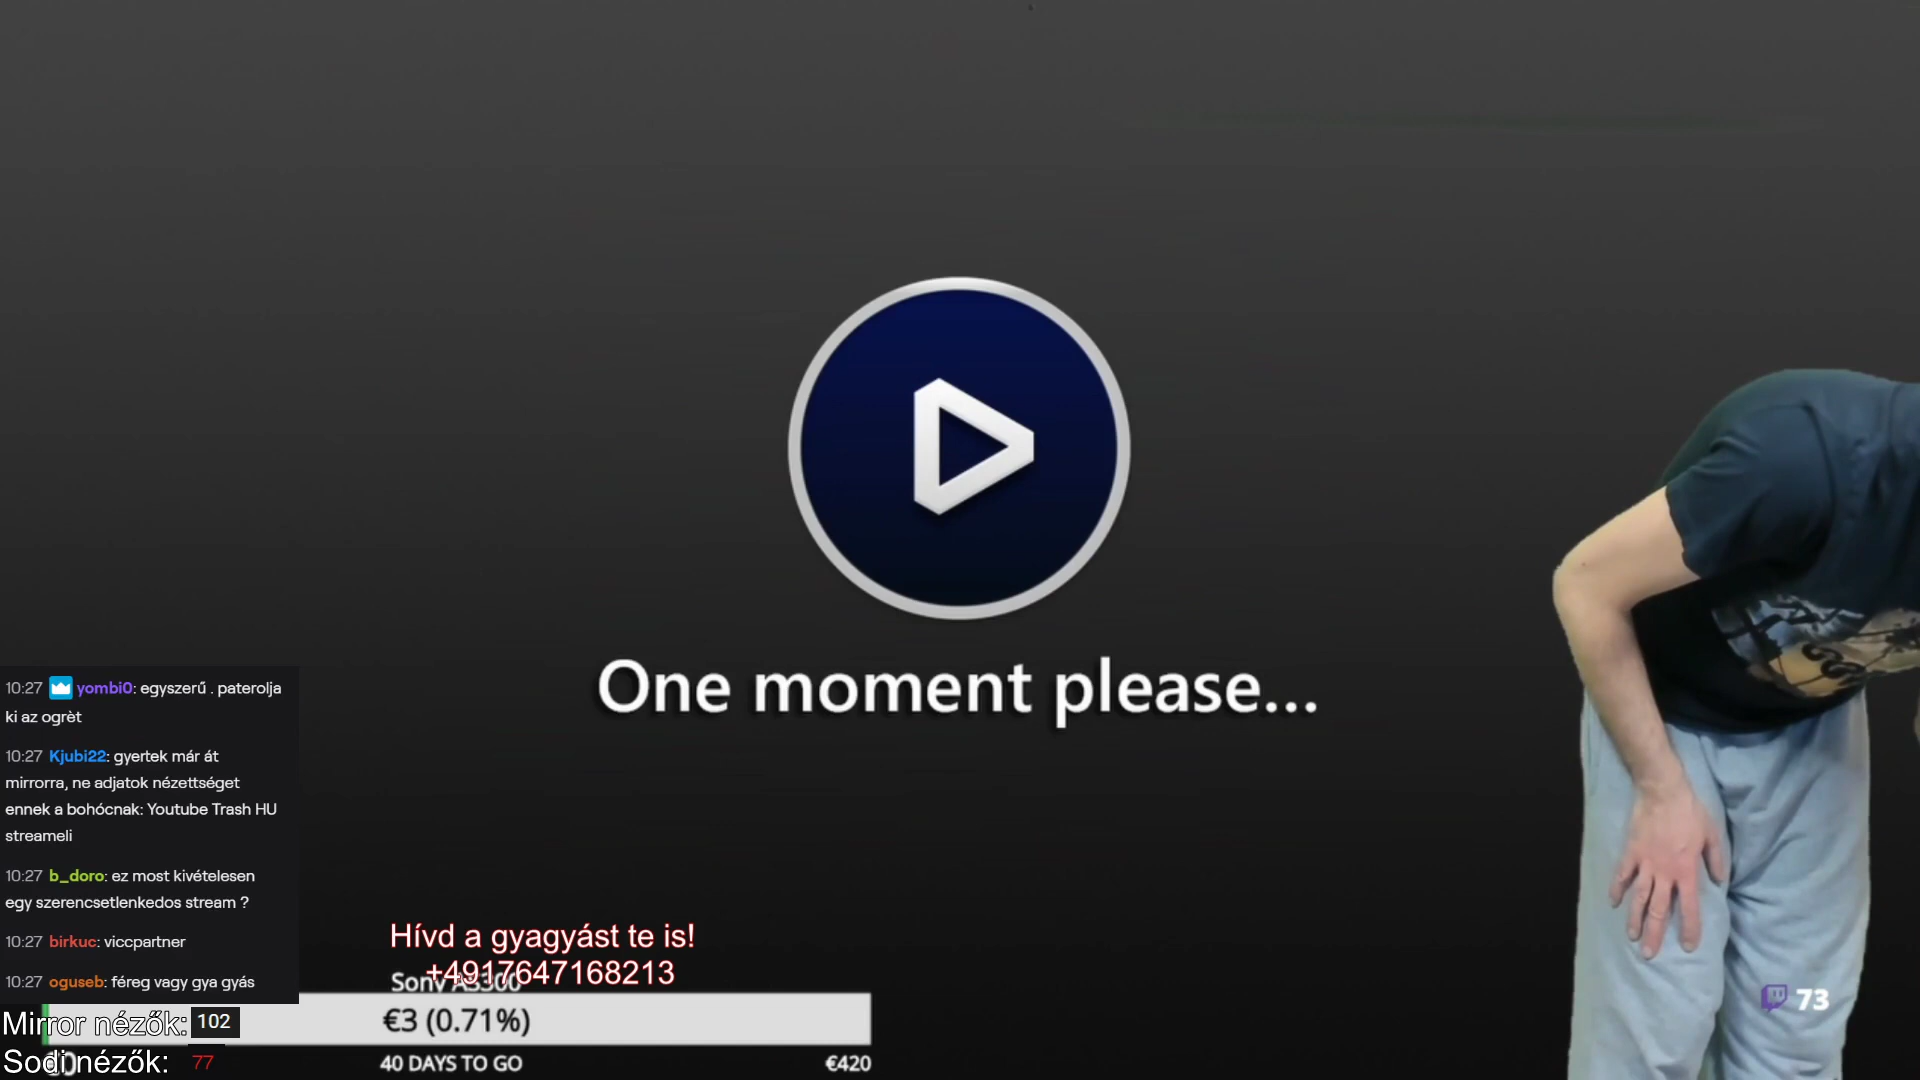 One moment please...
10:27 yombi0: egyszerű . paterolja
ki az ogrèt
10:27 Kjubi22: gyertek már át
mirrorra, ne adjatok nézettséget
ennek a bohócnak: Youtube Trash HU
streameli
10:27 b_doro: ez most kivételesen
egy szerencsetlenkedos stream ?
10:27 birkuc: viccpartner
10:27 oguseb: féreg vagy gya gyás
Hívd a gyagyást te is!
+4917647168213
Sony
€3 (0.71%)
Mirror nézők: 102
Sodi nézők: 77
40 DAYS TO GO
€420
73